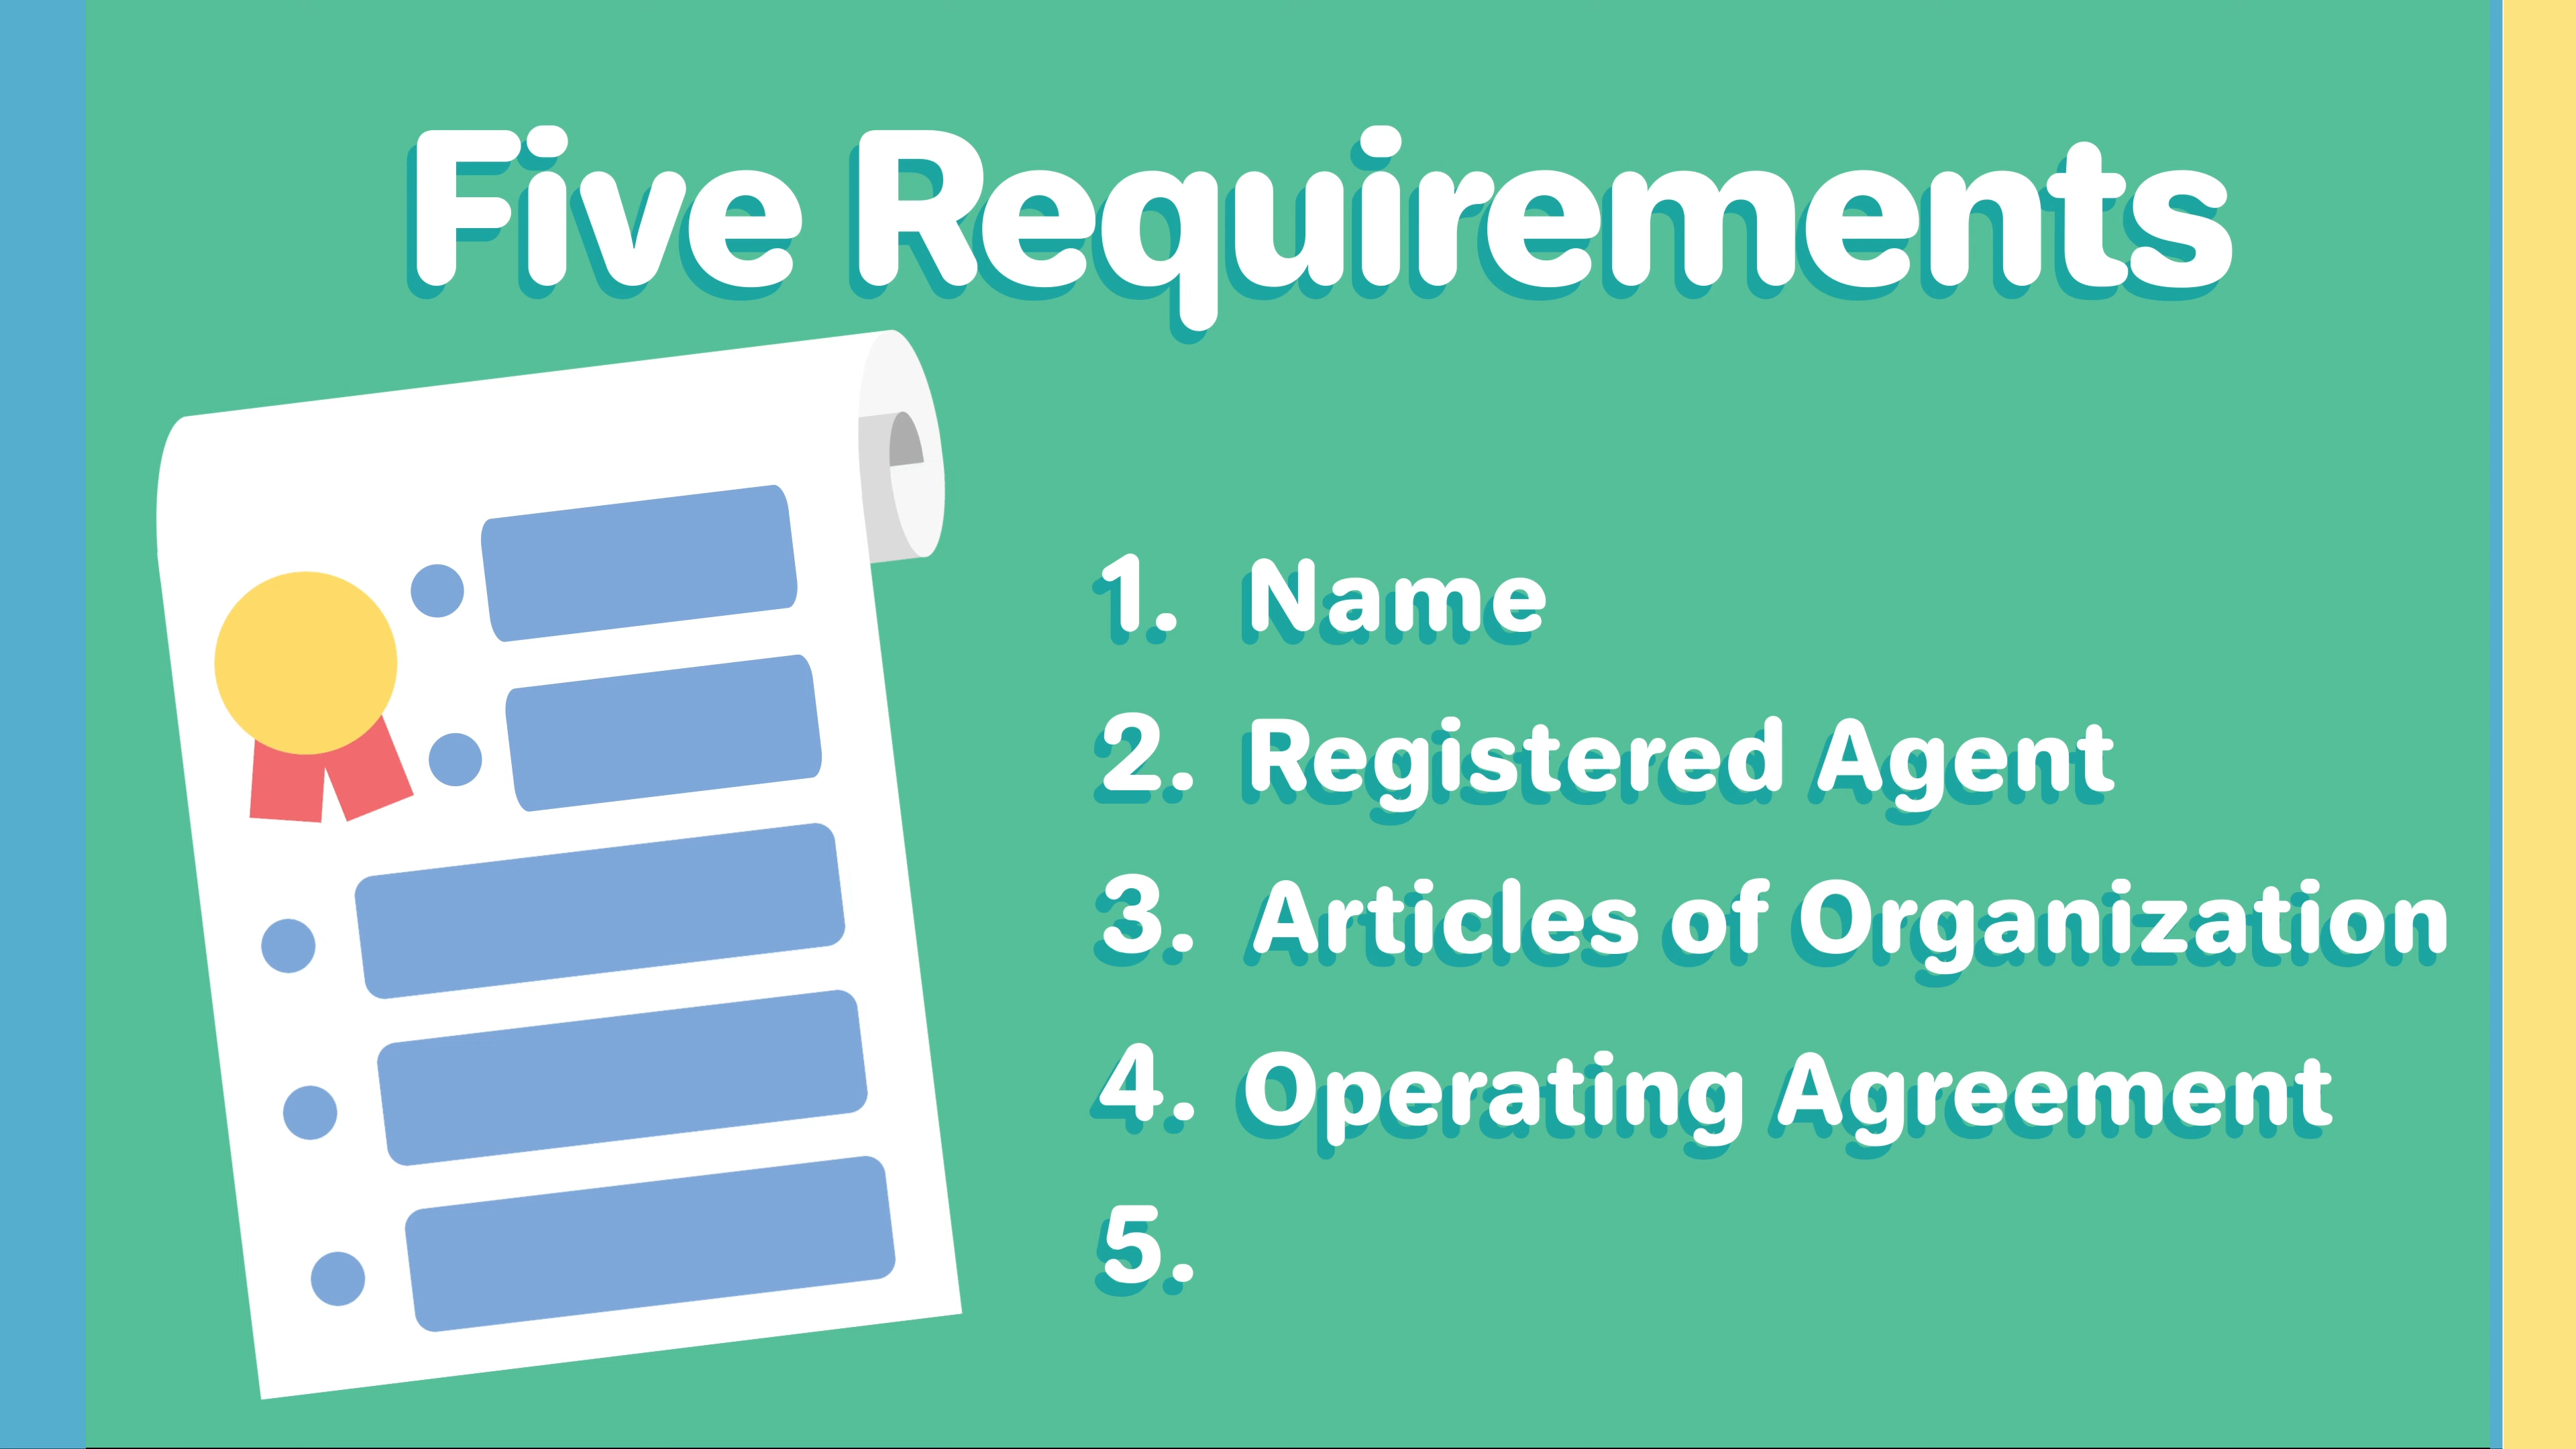 Five Requirements
1. Name
2. Registered Agent
3. Articles of Organization
4. Operating Agreement
5.